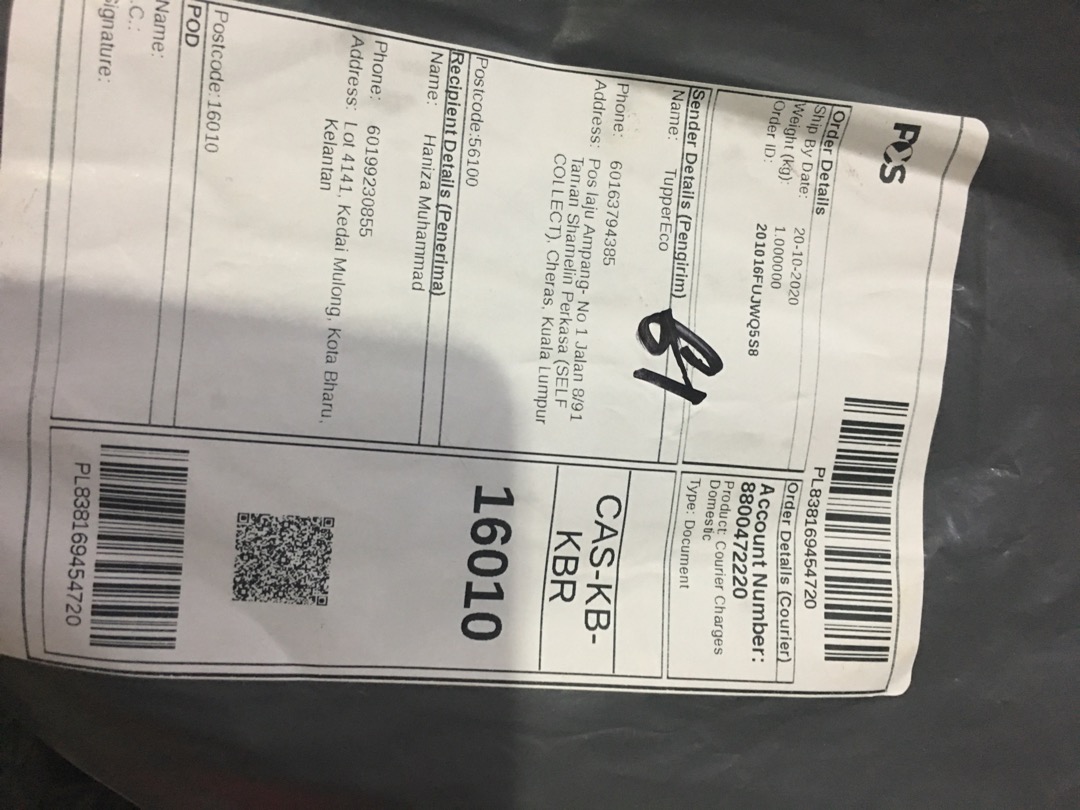 POS
PL838169454720
Order Details
Ship By Date: 20-10-2020
Weight (kg): 1.000000
Order ID: 201016FUJWQ5S8
Order Details (Courier)
Account Number:
8800472220
Product: Courier Charges
Domestic
Type: Document
Sender Details (Pengirim)
Name: TupperEco
Phone: 60163794385
Address: Pos laju Ampang- No 1 Jalan 8/91
Taman Shamelin Perkasa (SELF
COLLECT), Cheras, Kuala Lumpur
Postcode:56100
CAS-KB-
KBR
16010
Recipient Details (Penerima)
Name: Haniza Muhammad
Phone: 60199230855
Address: Lot 4141, Kedai Mulong, Kota Bharu,
Kelantan
Postcode:16010
POD
Name:
.C.:
ignature:
PL838169454720